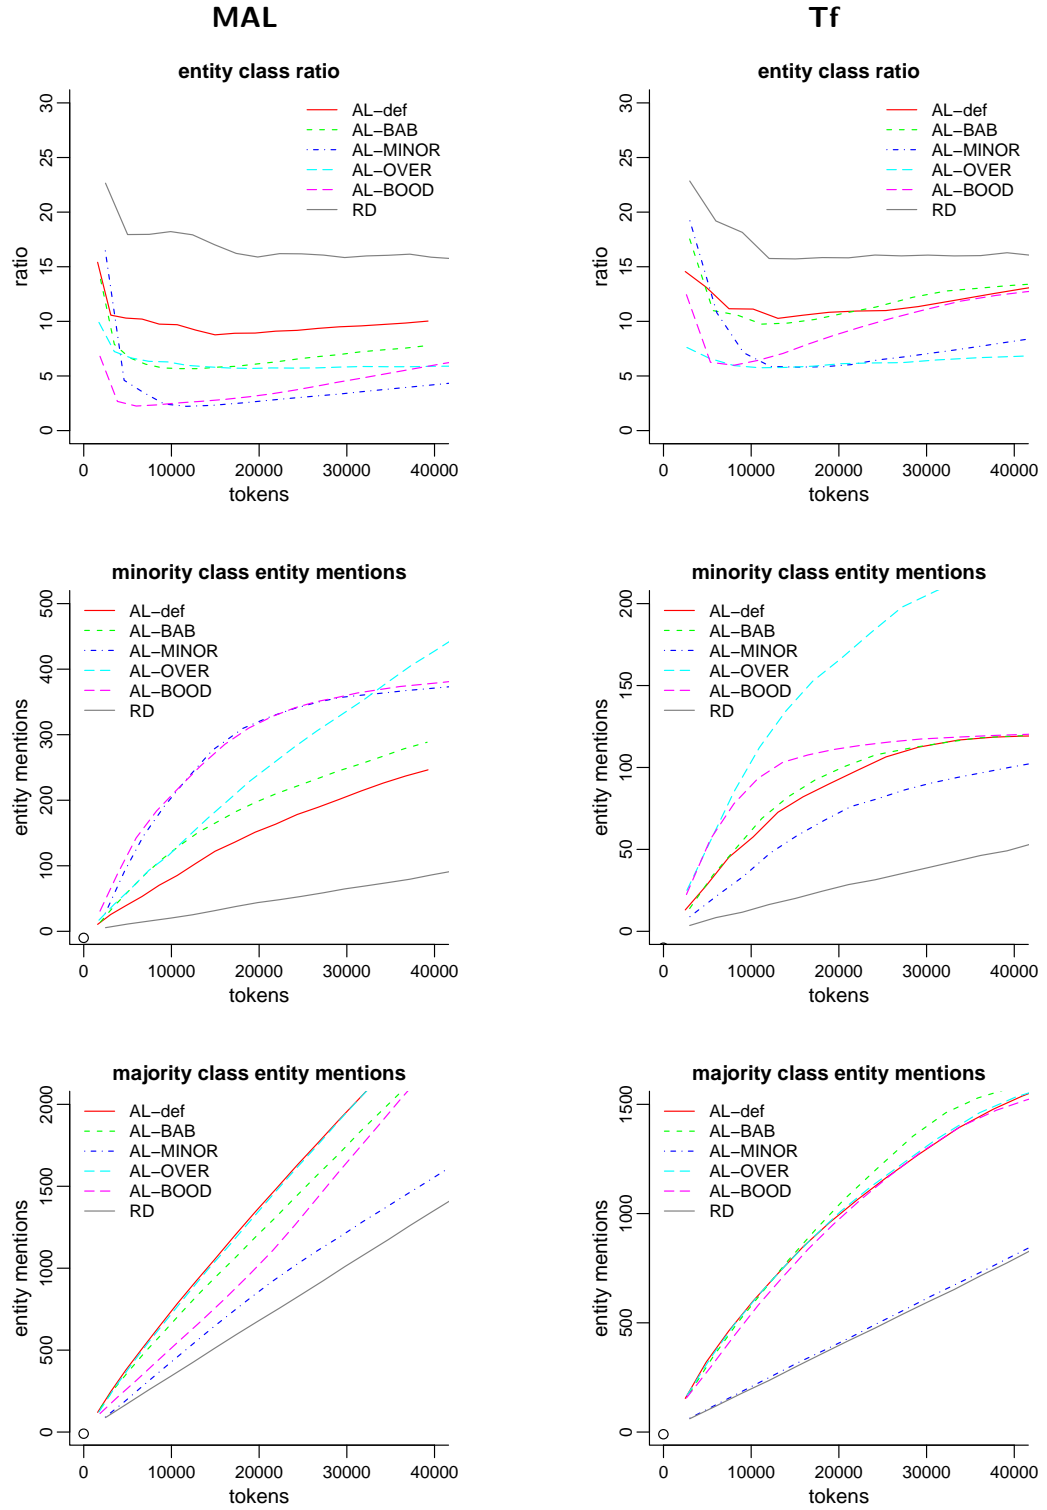 MAL
Tf
entity class ratio
30
25
20
15
10
5
0
ratio
AL−def
AL−BAB
AL−MINOR
AL−OVER
AL−BOOD
RD
0 10000 20000 30000 40000
tokens
entity class ratio
30
25
20
15
10
5
0
ratio
AL−def
AL−BAB
AL−MINOR
AL−OVER
AL−BOOD
RD
0 10000 20000 30000 40000
tokens
minority class entity mentions
500
400
300
200
100
0
entity mentions
AL−def
AL−BAB
AL−MINOR
AL−OVER
AL−BOOD
RD
0 10000 20000 30000 40000
tokens
minority class entity mentions
200
150
100
50
0
entity mentions
AL−def
AL−BAB
AL−MINOR
AL−OVER
AL−BOOD
RD
0 10000 20000 30000 40000
tokens
majority class entity mentions
2000
1500
1000
500
0
entity mentions
AL−def
AL−BAB
AL−MINOR
AL−OVER
AL−BOOD
RD
0 10000 20000 30000 40000
tokens
majority class entity mentions
1500
1000
500
0
entity mentions
AL−def
AL−BAB
AL−MINOR
AL−OVER
AL−BOOD
RD
0 10000 20000 30000 40000
tokens